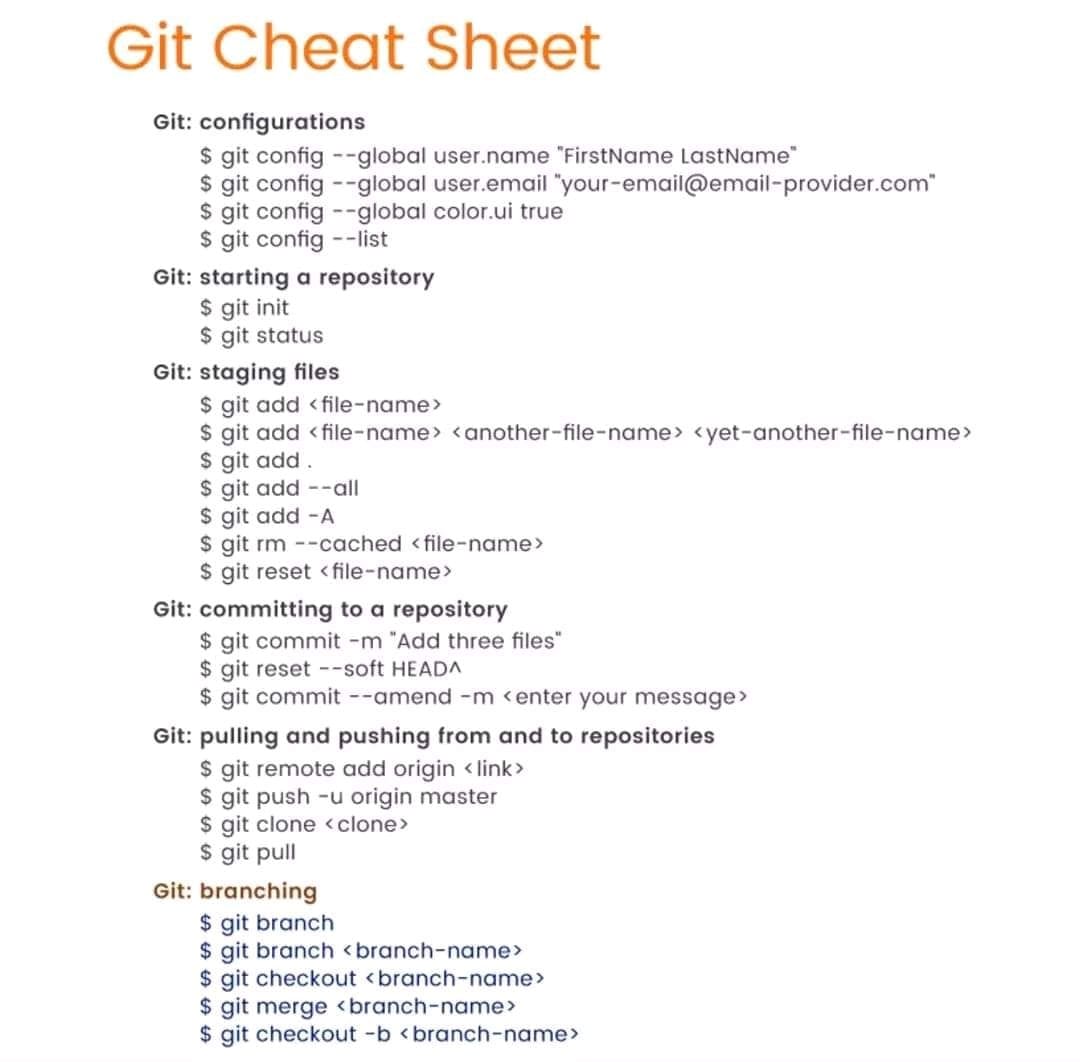 Git Cheat Sheet
Git: configurations
$ git config --global user.name "FirstName LastName"
$ git config --global user.email "your-email@email-provider.com"
$ git config --global color.ui true
$ git config --list
Git: starting a repository
$ git init
$ git status
Git: staging files
$ git add <file-name>
$ git add <file-name> <another-file-name> <yet-another-file-name>
$ git add .
$ git add --all
$ git add -A
$ git rm --cached <file-name>
$ git reset <file-name>
Git: committing to a repository
$ git commit -m "Add three files"
$ git reset --soft HEAD^
$ git commit --amend -m <enter your message>
Git: pulling and pushing from and to repositories
$ git remote add origin <link>
$ git push -u origin master
$ git clone <clone>
$ git pull
Git: branching
$ git branch
$ git branch <branch-name>
$ git checkout <branch-name>
$ git merge <branch-name>
$ git checkout -b <branch-name>